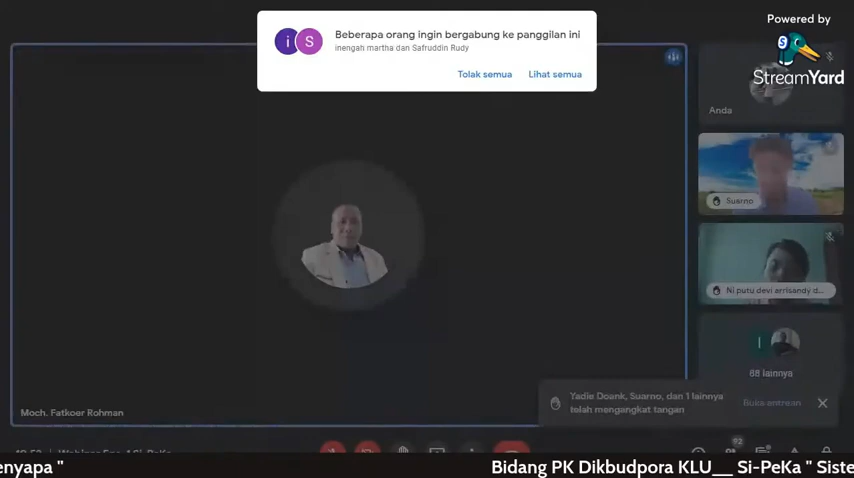 Powered by
StreamYard
Beberapa orang ingin bergabung ke panggilan ini
inengah martha dan Safruddin Rudy
Tolak semua
Lihat semua
i
S
S
Anda
Suarno
Ni putu devi arrisandy d...
I
88 lainnya
Yadie Doank, Suarno, dan 1 lainnya
telah mengangkat tangan
Buka antrean
Moch. Fatkoer Rohman
92
enyapa "
Bidang PK Dikbudpora KLU__ Si-PeKa " Siste